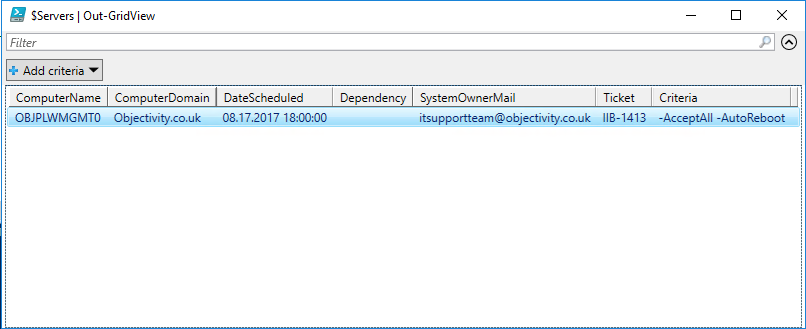 $Servers | Out-GridView
Filter
Add criteria
ComputerName ComputerDomain DateScheduled Dependency SystemOwnerMail Ticket Criteria
OBJPLWMGMT0 Objectivity.co.uk 08.17.2017 18:00:00 itsupportteam@objectivity.co.uk IIB-1413 -AcceptAll -AutoReboot